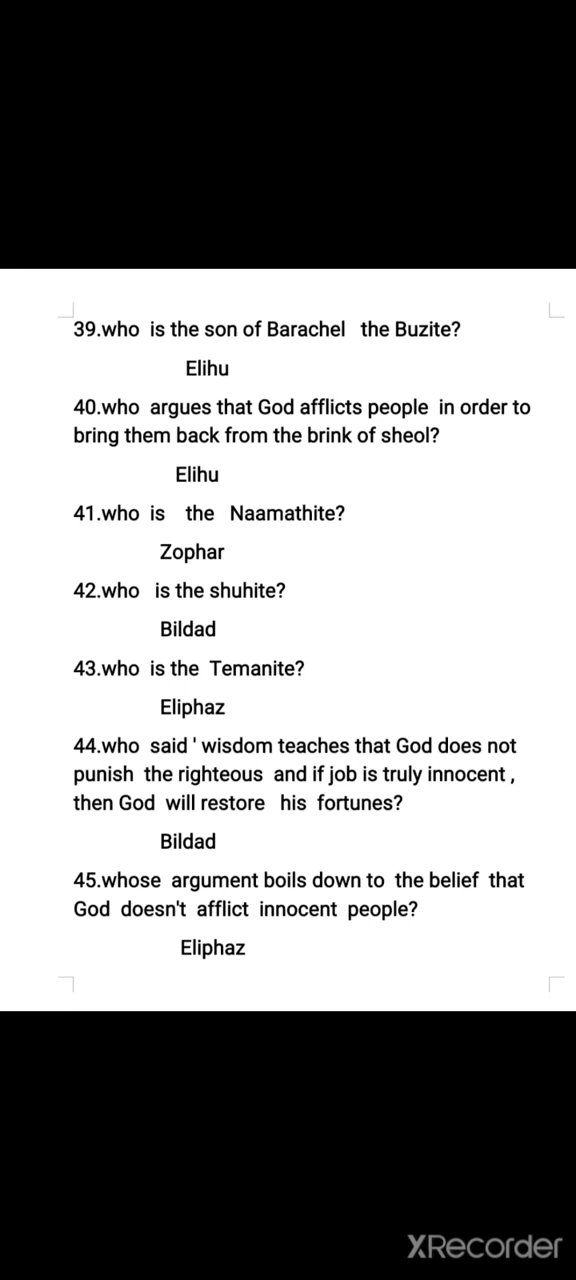 39.who is the son of Barachel the Buzite?
Elihu
40.who argues that God afflicts people in order to
bring them back from the brink of sheol?
Elihu
41.who is the Naamathite?
Zophar
42.who is the shuhite?
Bildad
43.who is the Temanite?
Eliphaz
44.who said ' wisdom teaches that God does not
punish the righteous and if job is truly innocent ,
then God will restore his fortunes?
Bildad
45.whose argument boils down to the belief that
God doesn't afflict innocent people?
Eliphaz
XRecorder